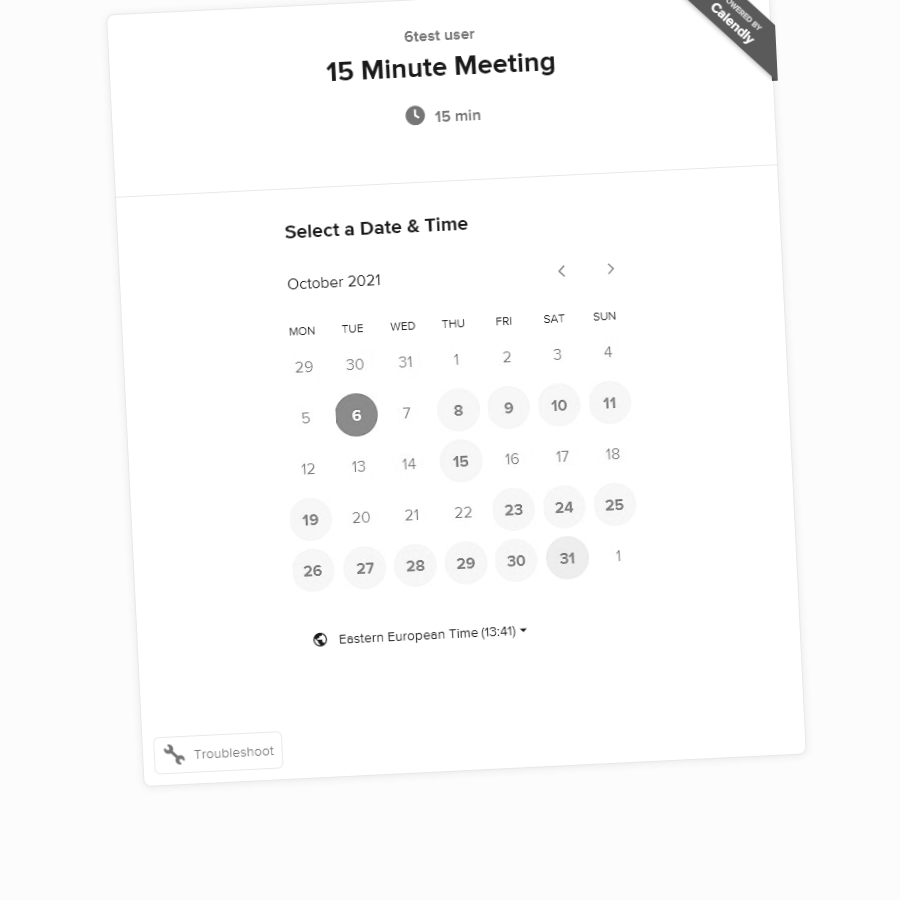 POWERED BY
Calendly
6test user
15 Minute Meeting
15 min
Select a Date & Time
October 2021
MON TUE WED THU FRI SAT SUN
29 30 31 1 2 3 4
5 6 7 8 9 10 11
12 13 14 15 16 17 18
19 20 21 22 23 24 25
26 27 28 29 30 31 1
Eastern European Time (13:41)
Troubleshoot